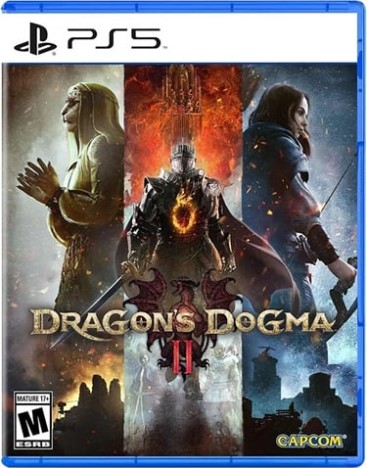 PS5
DRAGON'S DOGMA
II
MATURE 17+
M
ESRB
CAPCOM